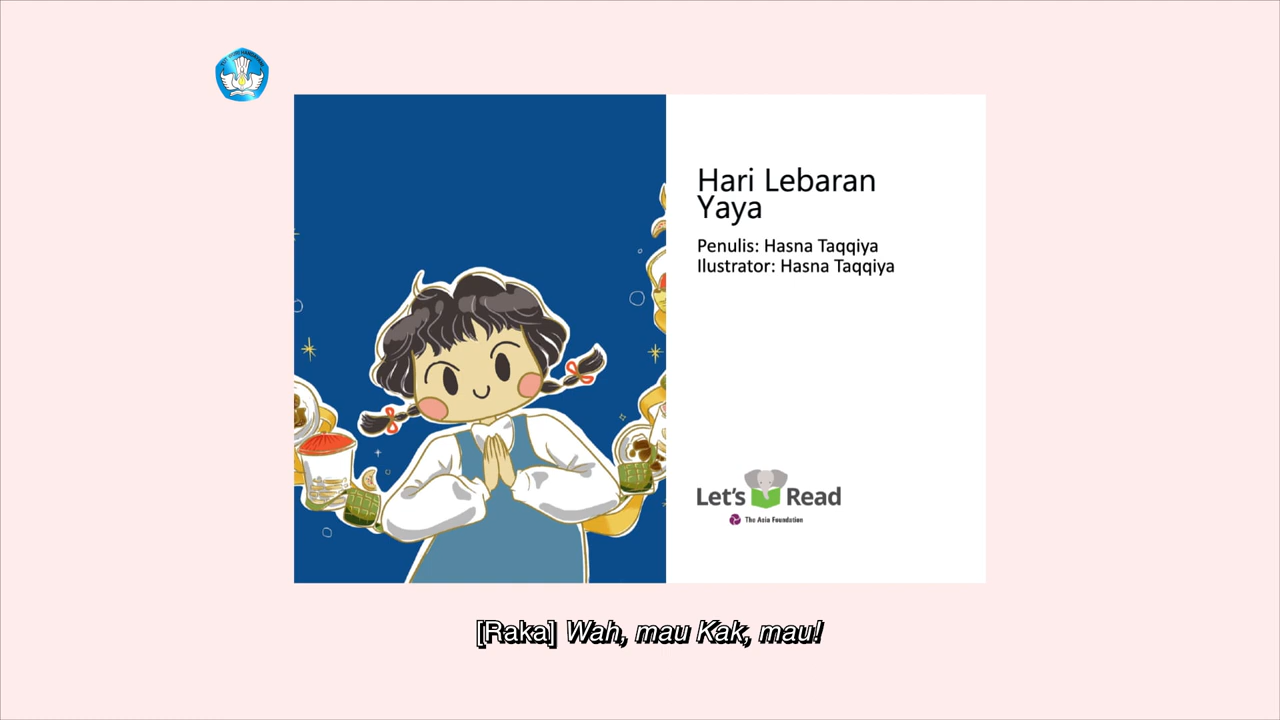 Hari Lebaran
Yaya
Penulis: Hasna Taqqiya
Ilustrator: Hasna Taqqiya
Let's Read
The Asia Foundation
[Raka] Wah, mau Kak, mau!